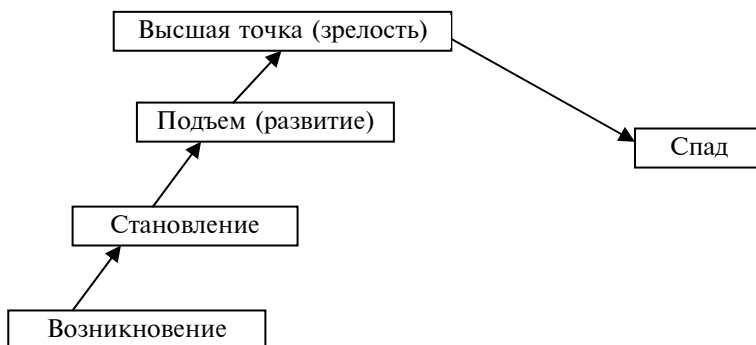 Высшая точка (зрелость)
Подъем (развитие)
Спад
Становление
Возникновение